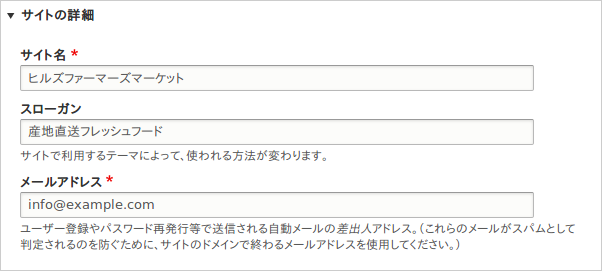 ▼ サイトの詳細
サイト名 *
ヒルズファーマーズマーケット
スローガン
産地直送フレッシュフード
サイトで利用するテーマによって、使われる方法が変わります。
メールアドレス *
info@example.com
ユーザー登録やパスワード再発行等で送信される自動メールの差出人アドレス。(これらのメールがスパムとして
判定されるのを防ぐために、サイトのドメインで終わるメールアドレスを使用してください。)